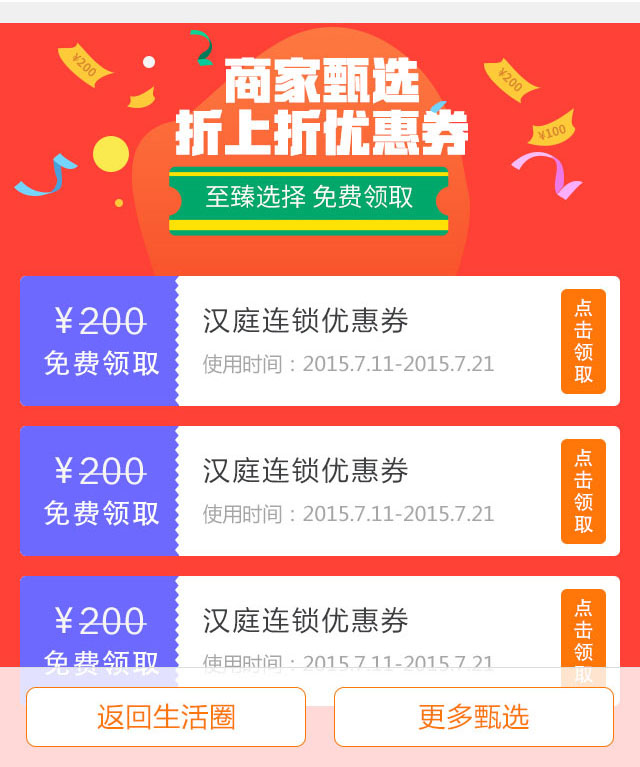 ¥200
¥200
¥100
商家甄选
折上折优惠券
至臻选择 免费领取
¥200
免费领取
汉庭连锁优惠券
使用时间：2015.7.11-2015.7.21
点击领取
¥200
免费领取
汉庭连锁优惠券
使用时间：2015.7.11-2015.7.21
点击领取
¥200
免费领取
汉庭连锁优惠券
使用时间：2015.7.11-2015.7.21
点击领取
返回生活圈
更多甄选